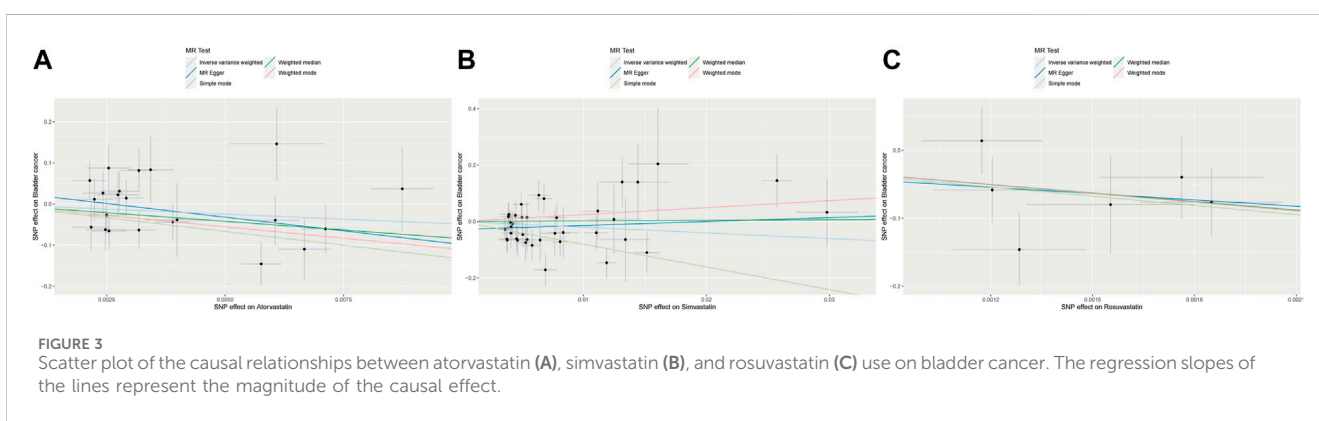 A
MR Test
Inverse variance weighted
Weighted median
MR Egger
Weighted mode
Simple mode
SNP effect on Bladder cancer
0.2
0.1
0.0
−0.1
−0.2
0.0025
0.0050
0.0075
SNP effect on Atorvastatin
B
MR Test
Inverse variance weighted
Weighted median
MR Egger
Weighted mode
Simple mode
SNP effect on Bladder cancer
0.4
0.2
0.0
−0.2
0.01
0.02
0.03
SNP effect on Simvastatin
C
MR Test
Inverse variance weighted
Weighted median
MR Egger
Weighted mode
Simple mode
SNP effect on Bladder cancer
0.0
−0.1
−0.2
0.0012
0.0015
0.0018
0.0021
SNP effect on Rosuvastatin
FIGURE 3
Scatter plot of the causal relationships between atorvastatin (A), simvastatin (B), and rosuvastatin (C) use on bladder cancer. The regression slopes of
the lines represent the magnitude of the causal effect.